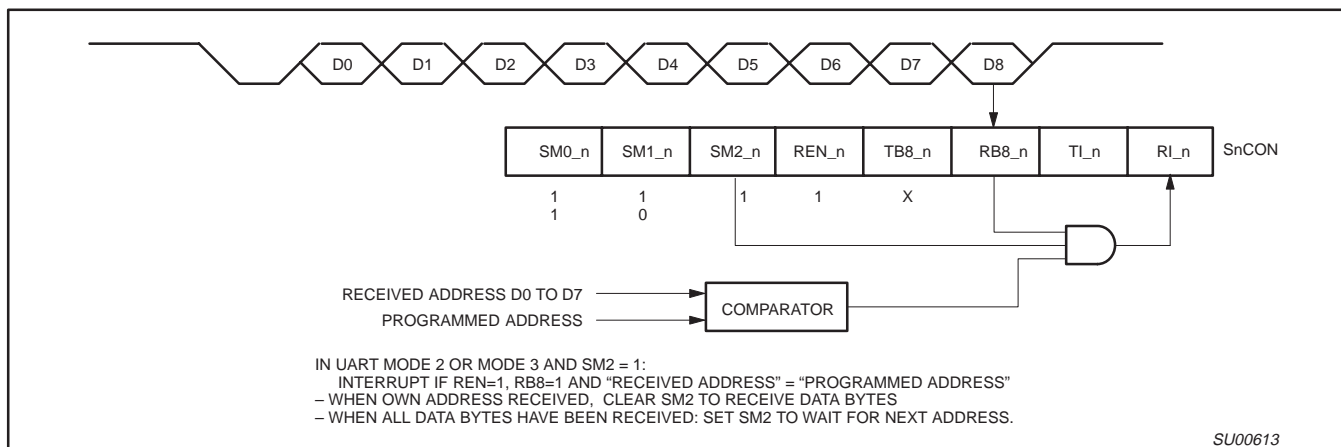 D0 D1 D2 D3 D4 D5 D6 D7 D8
SM0_n SM1_n SM2_n REN_n TB8_n RB8_n TI_n RI_n SnCON
1 1 1 1 X
1 0
RECEIVED ADDRESS D0 TO D7
PROGRAMMED ADDRESS
COMPARATOR
IN UART MODE 2 OR MODE 3 AND SM2 = 1:
INTERRUPT IF REN=1, RB8=1 AND “RECEIVED ADDRESS” = “PROGRAMMED ADDRESS”
– WHEN OWN ADDRESS RECEIVED, CLEAR SM2 TO RECEIVE DATA BYTES
– WHEN ALL DATA BYTES HAVE BEEN RECEIVED: SET SM2 TO WAIT FOR NEXT ADDRESS.
SU00613